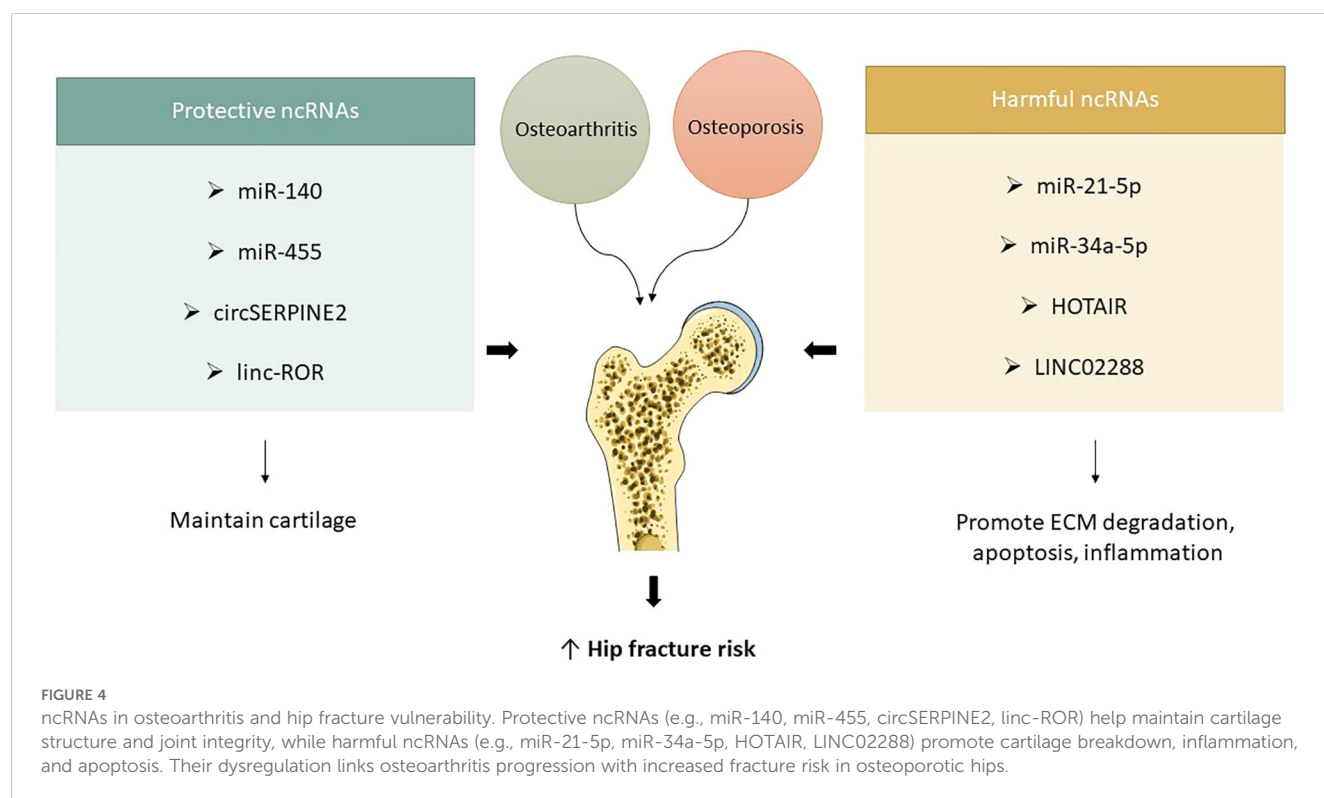 Protective ncRNAs
➢ miR-140
➢ miR-455
➢ circSERPINE2
➢ linc-ROR
Maintain cartilage
Osteoarthritis
Osteoporosis
Harmful ncRNAs
➢ miR-21-5p
➢ miR-34a-5p
➢ HOTAIR
➢ LINC02288
Promote ECM degradation,
apoptosis, inflammation
↑ Hip fracture risk
FIGURE 4
ncRNAs in osteoarthritis and hip fracture vulnerability. Protective ncRNAs (e.g., miR-140, miR-455, circSERPINE2, linc-ROR) help maintain cartilage
structure and joint integrity, while harmful ncRNAs (e.g., miR-21-5p, miR-34a-5p, HOTAIR, LINC02288) promote cartilage breakdown, inflammation,
and apoptosis. Their dysregulation links osteoarthritis progression with increased fracture risk in osteoporotic hips.